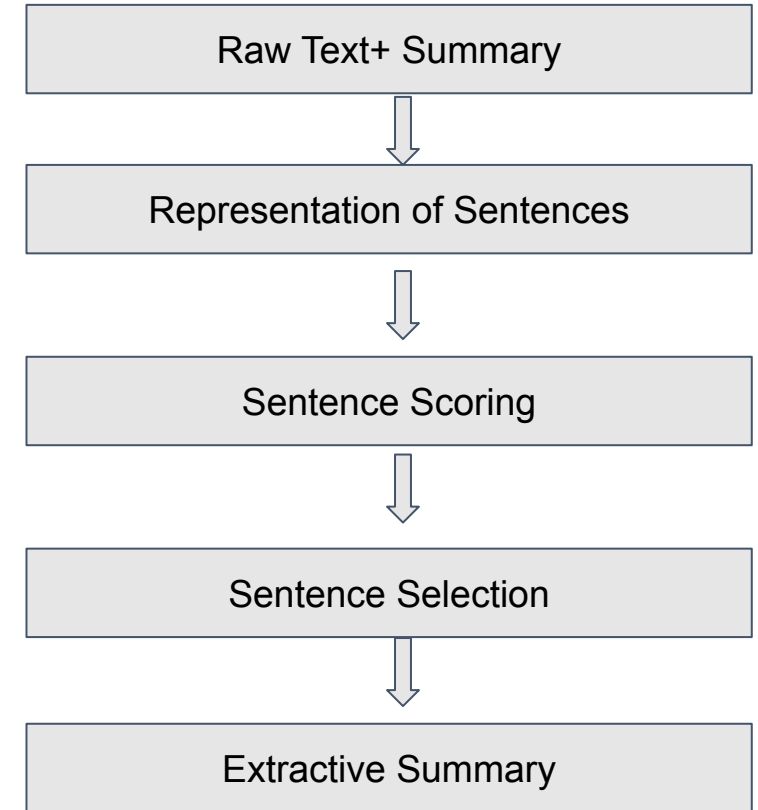 Raw Text+ Summary
Representation of Sentences
Sentence Scoring
Sentence Selection
Extractive Summary